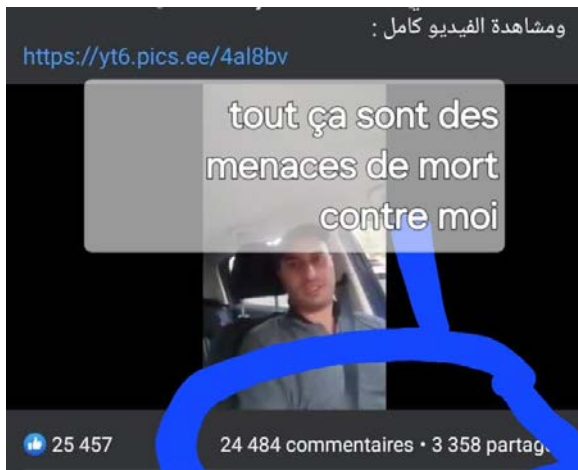 ومشاهدة الفيديو كامل :
https://yt6.pics.ee/4al8bv
tout ça sont des
menaces de mort
contre moi
25 457 24 484 commentaires • 3 358